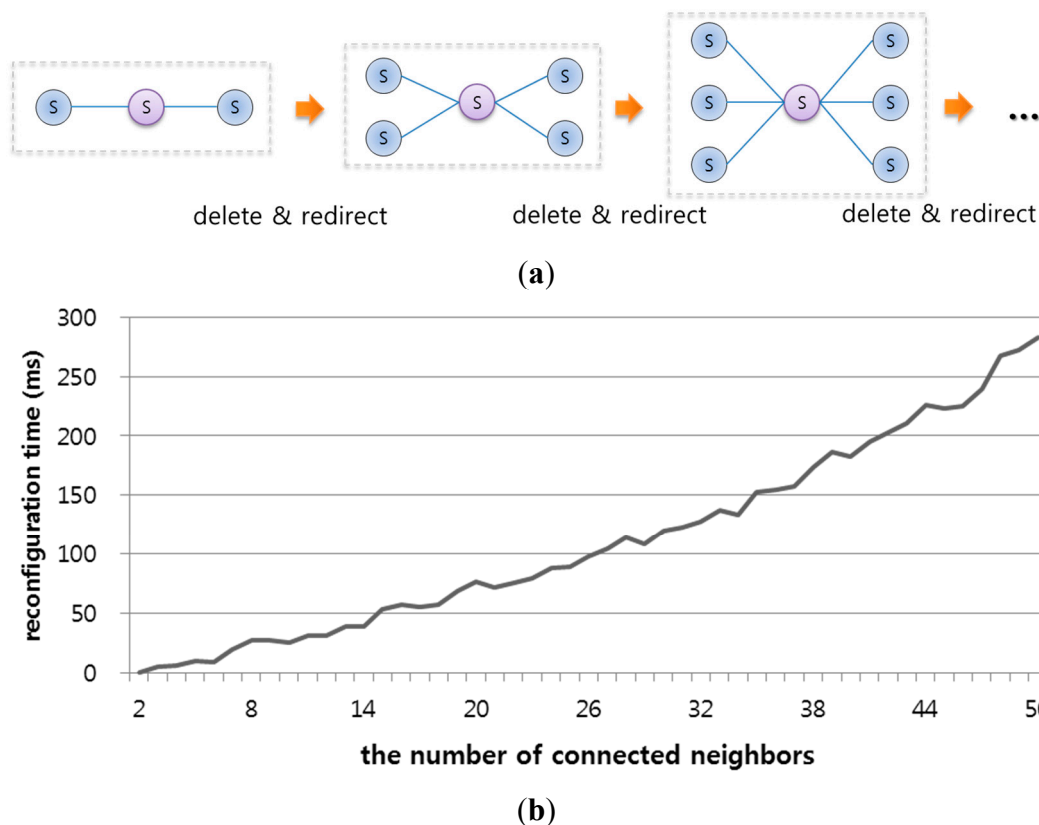 S S S
S S S S S
S S S S S S S
...
delete & redirect delete & redirect delete & redirect
(a)
300
250
200
150
100
50
0
reconfiguration time (ms)
2 8 14 20 26 32 38 44
the number of connected neighbors
(b)